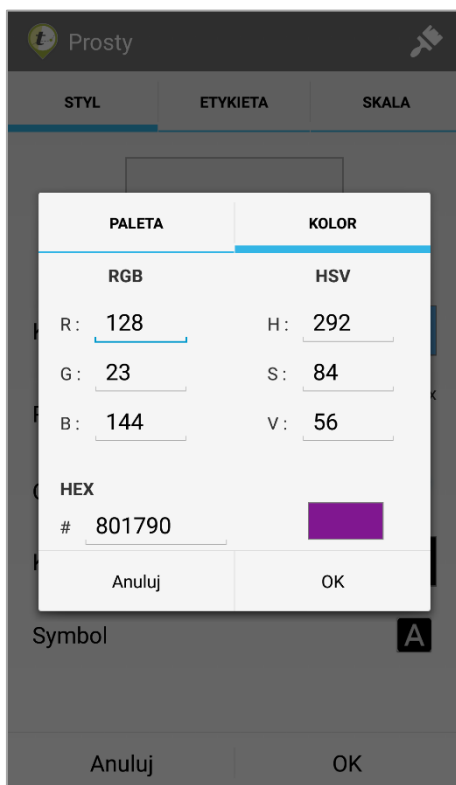 Prosty
STYL ETYKIETA SKALA
PALETA KOLOR
RGB HSV
R: 128 H: 292
G: 23 S: 84
B: 144 V: 56
HEX
# 801790
Anuluj OK
Symbol A
Anuluj OK